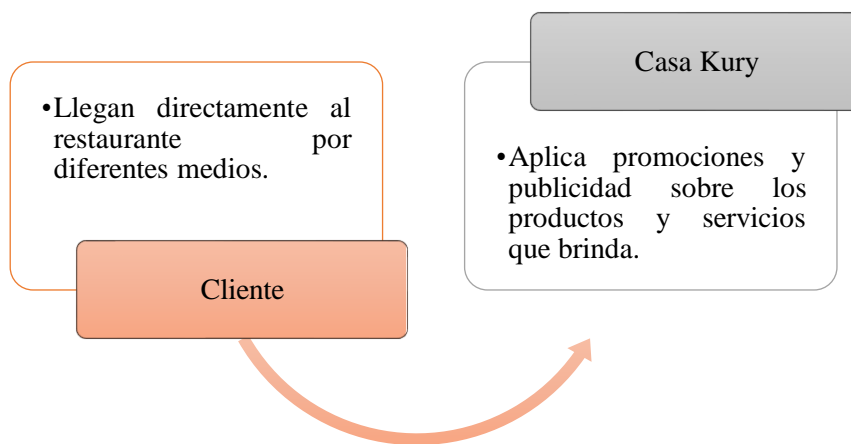 •Llegan directamente al
restaurante por
diferentes medios.
Cliente
Casa Kury
•Aplica promociones y
publicidad sobre los
productos y servicios
que brinda.